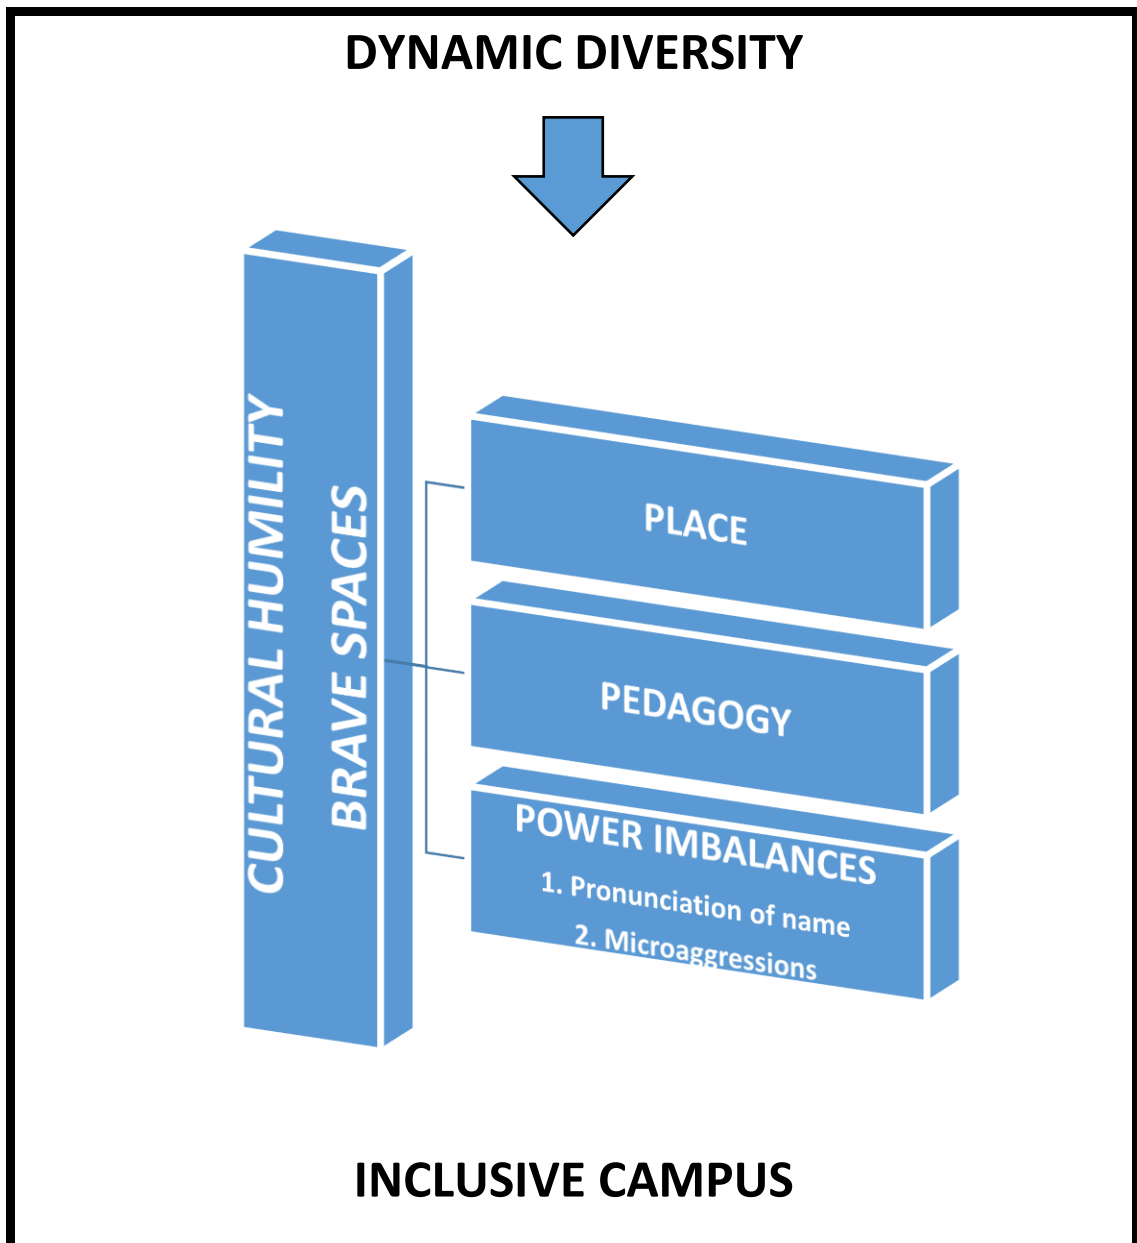 DYNAMIC DIVERSITY
CULTURAL HUMILITY
BRAVE SPACES
PLACE
PEDAGOGY
POWER IMBALANCES
1. Pronunciation of name
2. Microaggressions
INCLUSIVE CAMPUS